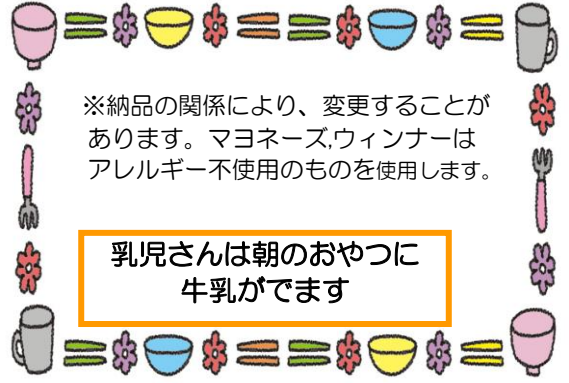 ※納品の関係により、変更することが
あります。マヨネーズ,ウィンナーは
アレルギー不使用のものを使用します。
乳児さんは朝のおやつに
牛乳がでます